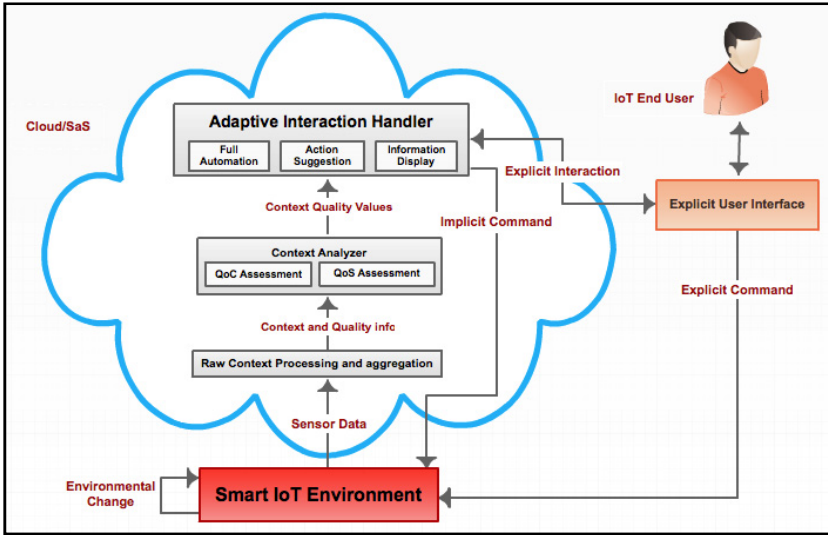 IoT End User
Cloud/SaS
Adaptive Interaction Handler
Full
Automation
Action
Suggestion
Information
Display
Explicit Interaction
Explicit User Interface
Context Quality Values
Implicit Command
Context Analyzer
QoC Assessment
QoS Assessment
Explicit Command
Context and Quality infc
Raw Context Processing and aggregation
Sensor Data
Environmental
Change
Smart IoT Environment